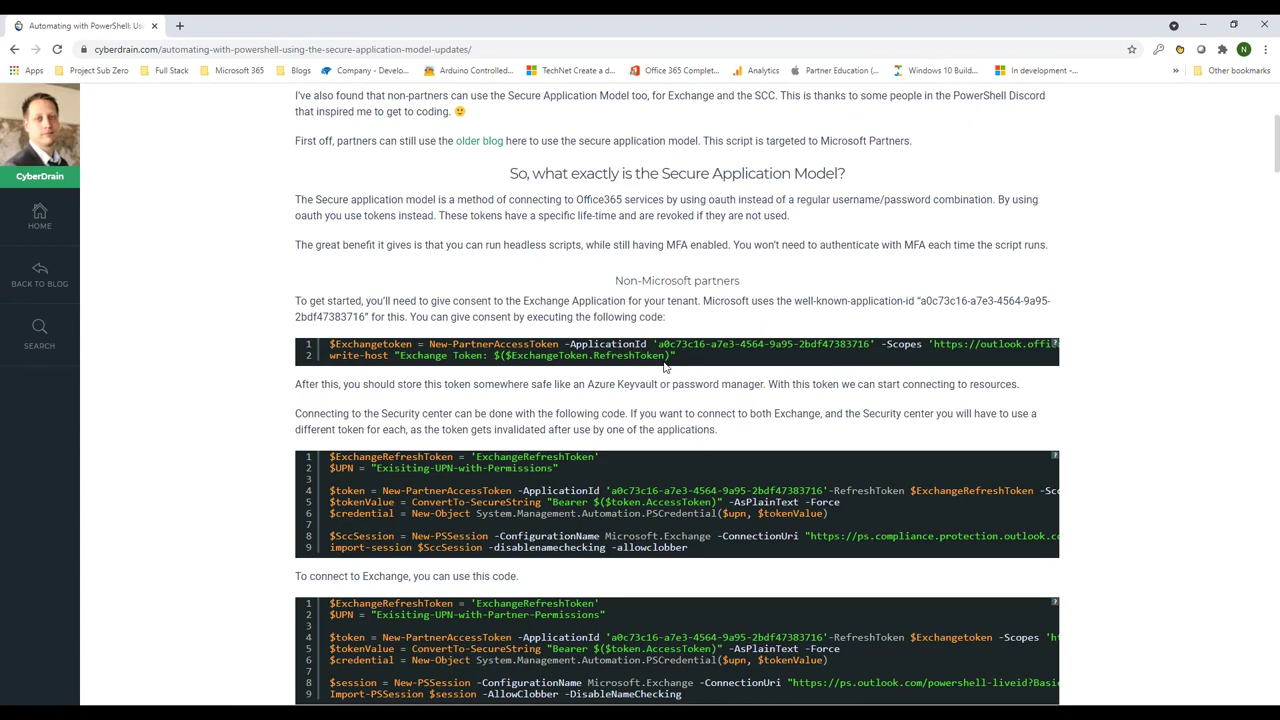 Automating with PowerShell: Us
cyberdrain.com/automating-with-powershell-using-the-secure-application-model-updates/
N
Apps
Project Sub Zero
Full Stack
Microsoft 365
Blogs
Company - Develo...
Arduino Controlled...
TechNet Create a d...
Office 365 Complet...
Analytics
Partner Education (...
Windows 10 Build...
In development -...
»
Other bookmarks
CyberDrain
HOME
BACK TO BLOG
SEARCH
I've also found that non-partners can use the Secure Application Model too, for Exchange and the SCC. This is thanks to some people in the PowerShell Discord
that inspired me to get to coding. 🙂
First off, partners can still use the older blog here to use the secure application model. This script is targeted to Microsoft Partners.
So, what exactly is the Secure Application Model?
The Secure application model is a method of connecting to Office365 services by using oauth instead of a regular username/password combination. By using
oauth you use tokens instead. These tokens have a specific life-time and are revoked if they are not used.
The great benefit it gives is that you can run headless scripts, while still having MFA enabled. You won't need to authenticate with MFA each time the script runs.
Non-Microsoft partners
To get started, you'll need to give consent to the Exchange Application for your tenant. Microsoft uses the well-known-application-id "a0c73c16-a7e3-4564-9a95-
2bdf47383716" for this. You can give consent by executing the following code:
1 $Exchangetoken = New-PartnerAccessToken -ApplicationId 'a0c73c16-a7e3-4564-9a95-2bdf47383716' -Scopes 'https://outlook.offi
2 write-host "Exchange Token: $($ExchangeToken.RefreshToken)"
?
After this, you should store this token somewhere safe like an Azure Keyvault or password manager. With this token we can start connecting to resources.
Connecting to the Security center can be done with the following code. If you want to connect to both Exchange, and the Security center you will have to use a
different token for each, as the token gets invalidated after use by one of the applications.
1 $ExchangeRefreshToken = 'ExchangeRefreshToken'
?
2 $UPN = "Exisiting-UPN-with-Permissions"
3
4 $token = New-PartnerAccessToken -ApplicationId 'a0c73c16-a7e3-4564-9a95-2bdf47383716'-RefreshToken $ExchangeRefreshToken -Sco
5 $tokenValue = ConvertTo-SecureString "Bearer $($token.AccessToken)" -AsPlainText -Force
6 $credential = New-Object System.Management.Automation.PSCredential($upn, $tokenValue)
7
8 $SccSession = New-PSSession -ConfigurationName Microsoft.Exchange -ConnectionUri "https://ps.compliance.protection.outlook.co
9 import-session $SccSession -disablenamechecking -allowclobber
To connect to Exchange, you can use this code.
1 $ExchangeRefreshToken = 'ExchangeRefreshToken'
?
2 $UPN = "Exisiting-UPN-with-Partner-Permissions"
3
4 $token = New-PartnerAccessToken -ApplicationId 'a0c73c16-a7e3-4564-9a95-2bdf47383716'-RefreshToken $Exchangetoken -Scopes 'ht
5 $tokenValue = ConvertTo-SecureString "Bearer $($token.AccessToken)" -AsPlainText -Force
6 $credential = New-Object System.Management.Automation.PSCredential($upn, $tokenValue)
7
8 $session = New-PSSession -ConfigurationName Microsoft.Exchange -ConnectionUri "https://ps.outlook.com/powershell-liveid?Basi
9 Import-PSSession $session -AllowClobber -DisableNameChecking